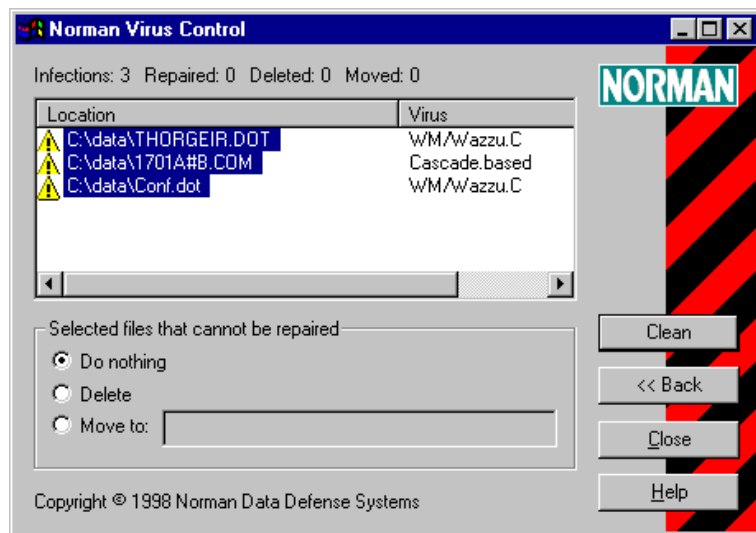 Norman Virus Control
Infections: 3 Repaired: 0 Deleted: 0 Moved: 0
NORMAN
Location Virus
C:\data\THORGEIR.DOT WM/Wazzu.C
C:\data\1701A#B.COM Cascade.based
C:\data\Conf.dot WM/Wazzu.C
Selected files that cannot be repaired
Do nothing
Delete
Move to:
Clean
<< Back
Close
Help
Copyright © 1998 Norman Data Defense Systems